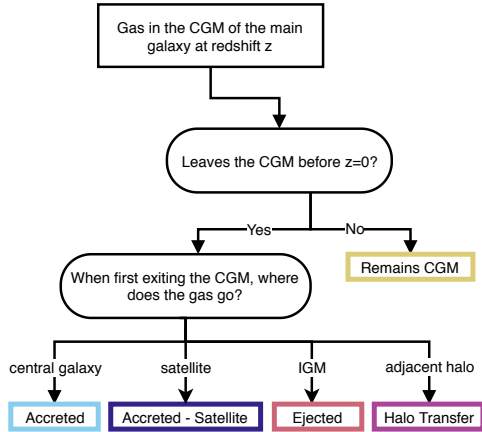 Gas in the CGM of the main
galaxy at redshift z
Leaves the CGM before z=0?
Yes
No
Remains CGM
When first exiting the CGM, where
does the gas go?
central galaxy
satellite
IGM
adjacent halo
Accreted
Accreted - Satellite
Ejected
Halo Transfer